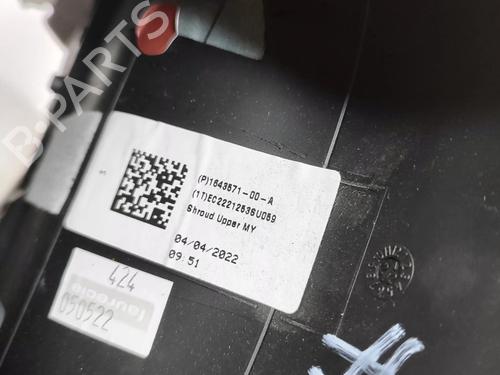 (P)1643571-00-A
(1T)EC22212536U059
Shroud Upper MY
04/04/2022
09:51
424
faurecia
050522
B-PARTS